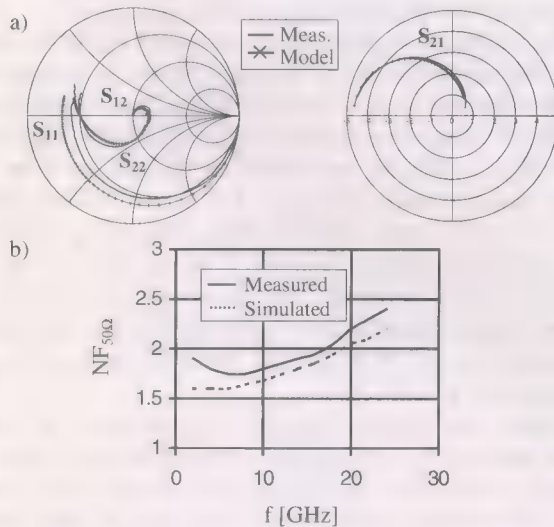 a)
Meas.
Model
S21
S12
S11
S22
b)
3
2.5
2
1.5
1
NF50Ω
Measured
Simulated
0
10
20
30
f [GHz]